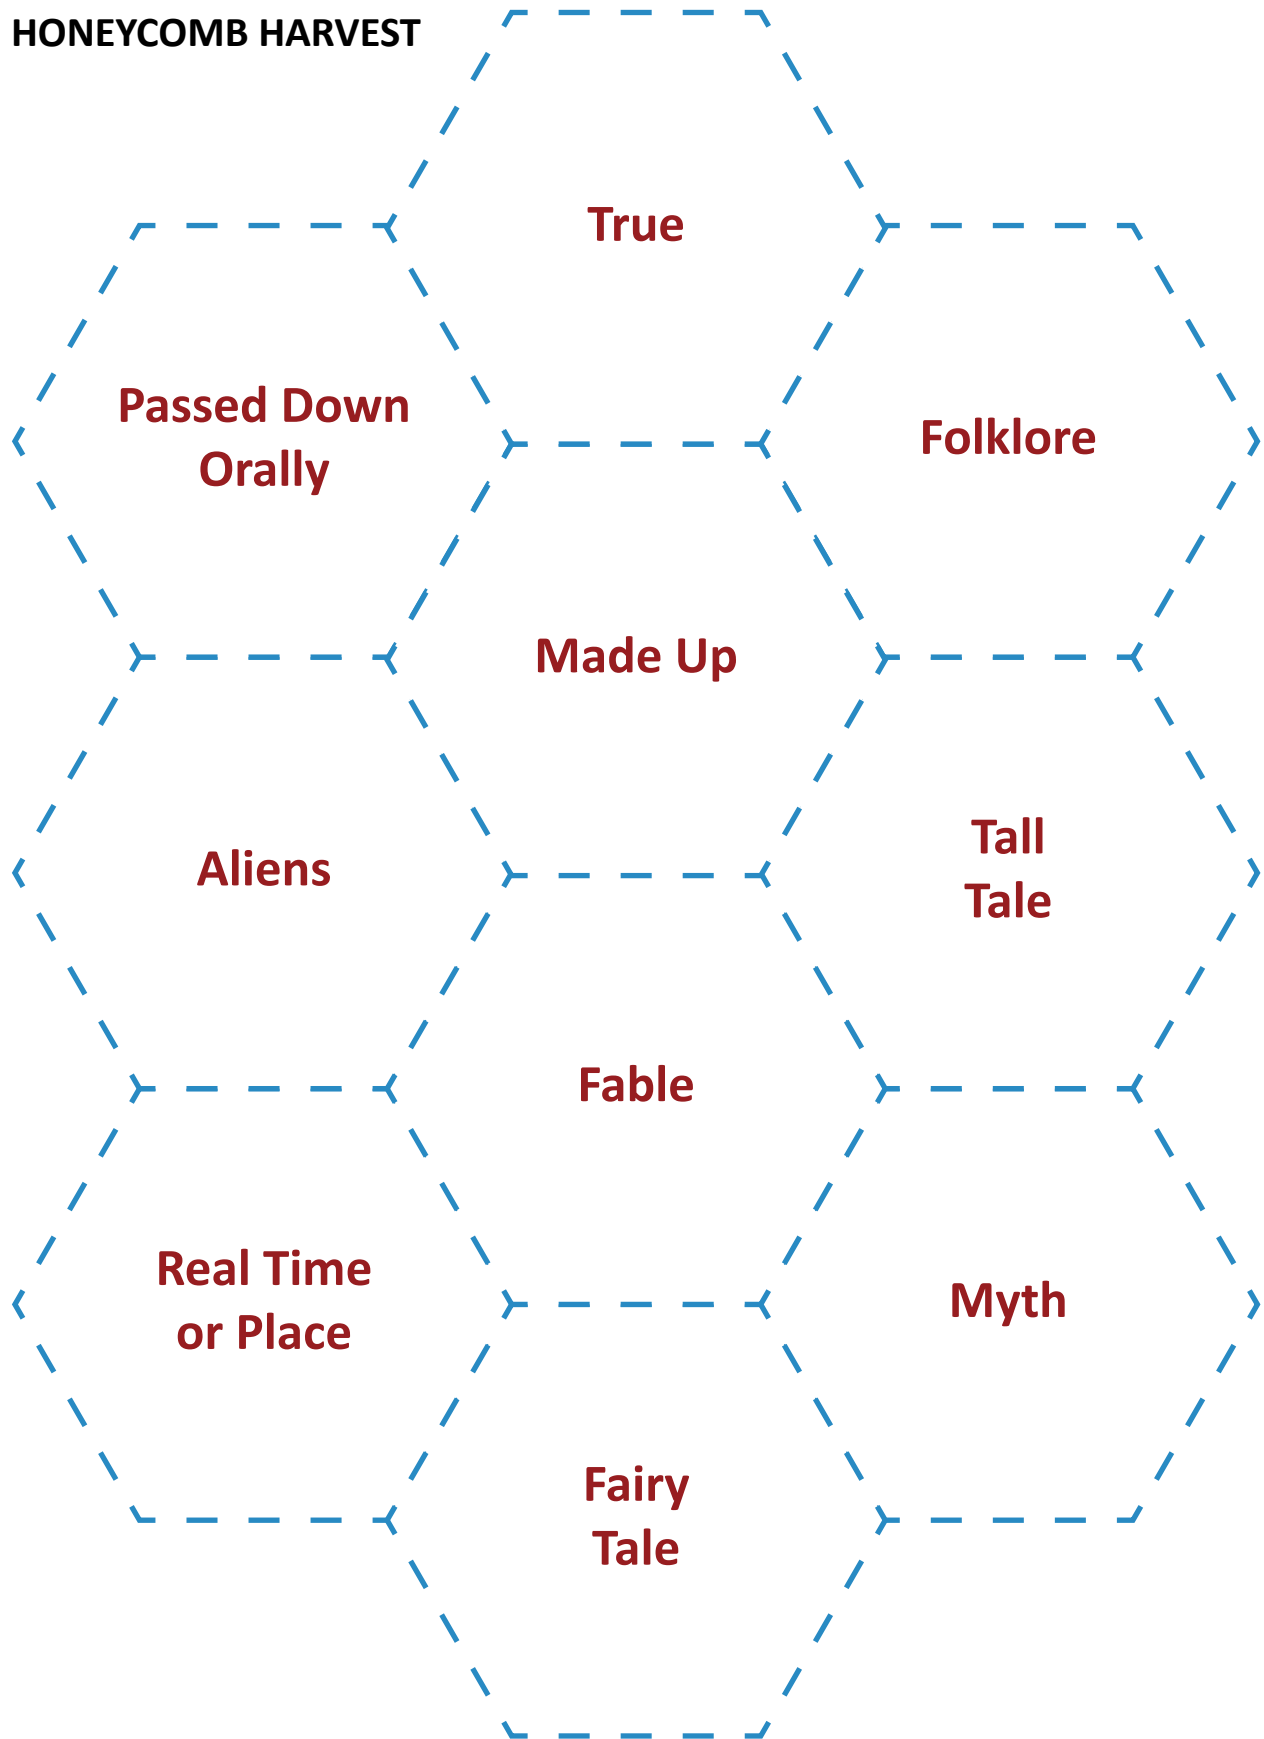 HONEYCOMB HARVEST
True
Passed Down
Orally
Folklore
Made Up
Aliens
Tall
Tale
Fable
Real Time
or Place
Myth
Fairy
Tale